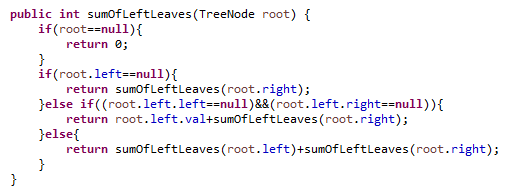 public int sumOfLeftLeaves(TreeNode root) {
    if(root==null){
        return 0;
    }
    if(root.left==null){
        return sumOfLeftLeaves(root.right);
    }else if((root.left.left==null)&&(root.left.right==null)){
        return root.left.val+sumOfLeftLeaves(root.right);
    }else{
        return sumOfLeftLeaves(root.left)+sumOfLeftLeaves(root.right);
    }
}